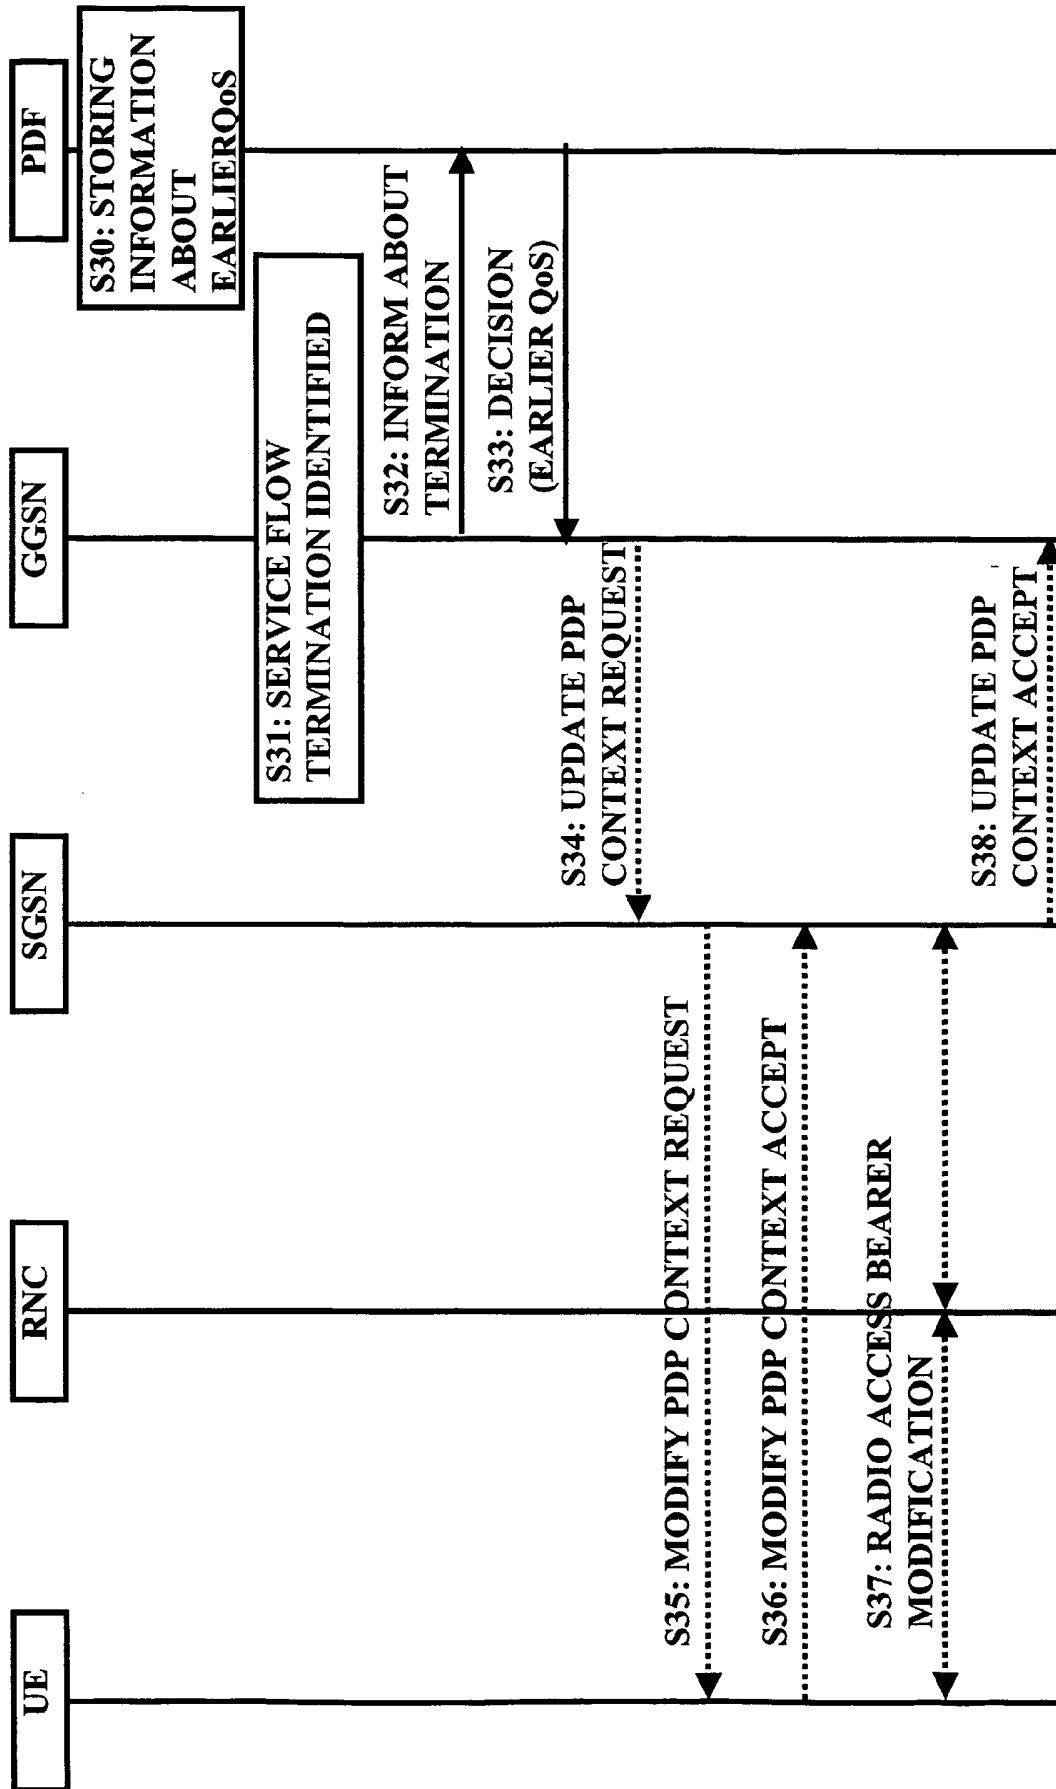 UE
RNC
SGSN
GGSN
PDF
S30: STORING
INFORMATION
ABOUT
EARLIERQoS
S31: SERVICE FLOW
TERMINATION IDENTIFIED
S32: INFORM ABOUT
TERMINATION
S33: DECISION
(EARLIER QoS)
S34: UPDATE PDP
CONTEXT REQUEST
S35: MODIFY PDP CONTEXT REQUEST
S36: MODIFY PDP CONTEXT ACCEPT
S37: RADIO ACCESS BEARER
MODIFICATION
S38: UPDATE PDP
CONTEXT ACCEPT